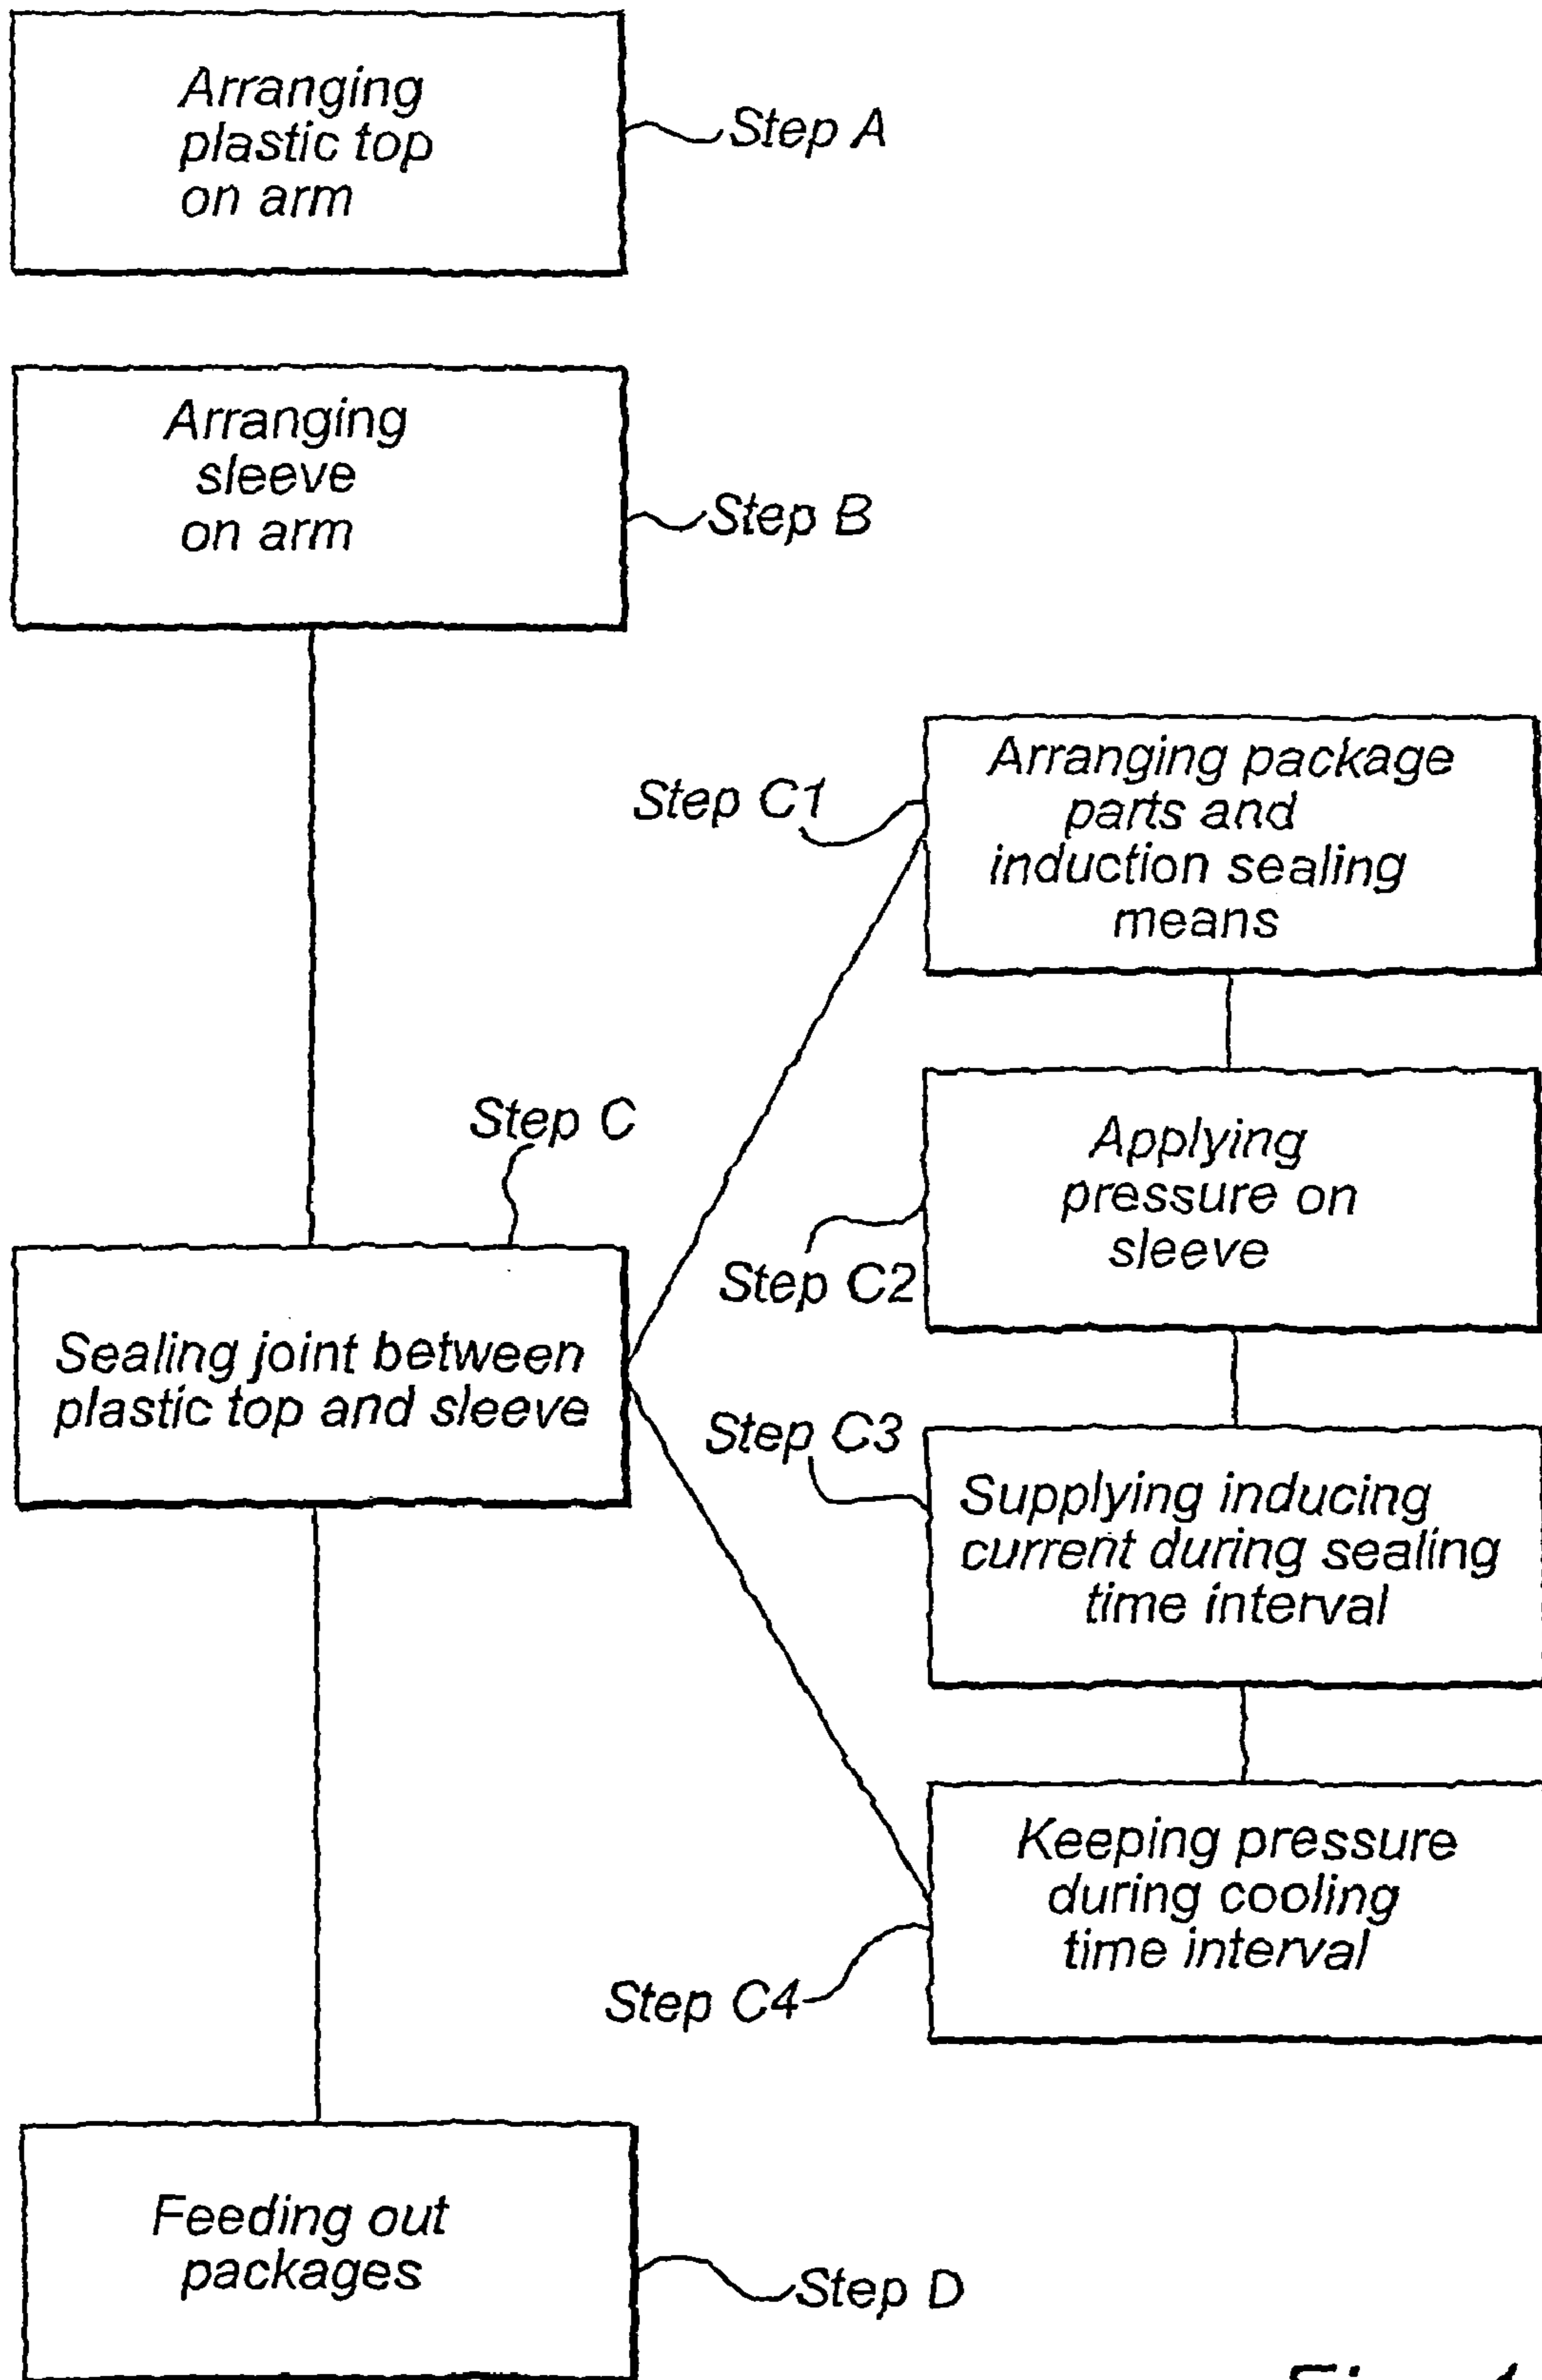 Arranging
plastic top
on arm
Step A
Arranging
sleeve
on arm
Step B
Step C1
Arranging package
parts and
induction sealing
means
Step C
Applying
pressure on
sleeve
Step C2
Sealing joint between
plastic top and sleeve
Step C3
Supplying inducing
current during sealing
time interval
Keeping pressure
during cooling
time interval
Step C4
Feeding out
packages
Step D